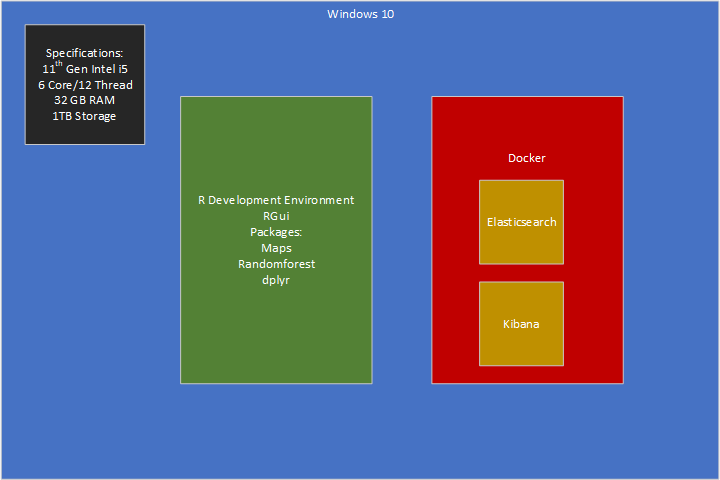 Windows 10
Specifications:
11th Gen Intel i5
6 Core/12 Thread
32 GB RAM
1TB Storage
R Development Environment
RGui
Packages:
Maps
Randomforest
dplyr
Docker
Elasticsearch
Kibana